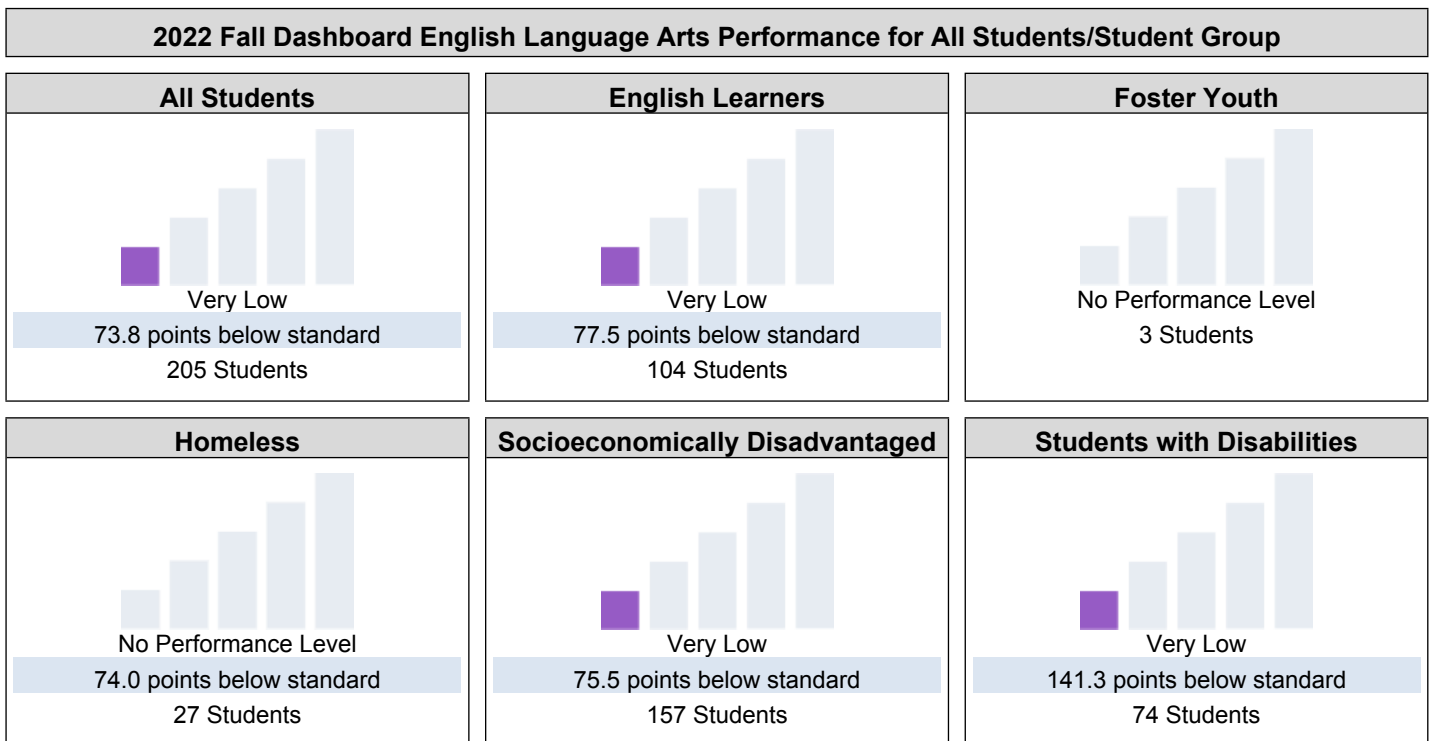 2022 Fall Dashboard English Language Arts Performance for All Students/Student Group
All Students
Very Low
73.8 points below standard
205 Students
English Learners
Very Low
77.5 points below standard
104 Students
Foster Youth
No Performance Level
3 Students
Homeless
No Performance Level
74.0 points below standard
27 Students
Socioeconomically Disadvantaged
Very Low
75.5 points below standard
157 Students
Students with Disabilities
Very Low
141.3 points below standard
74 Students